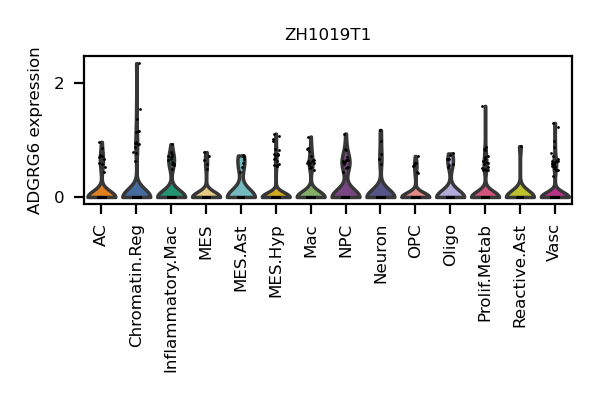 ZH1019T1
ADGRG6 expression
2
0
AC
Chromatin.Reg
Inflammatory.Mac
MES
MES.Ast
MES.Hyp
Mac
NPC
Neuron
OPC
Oligo
Prolif.Metab
Reactive.Ast
Vasc